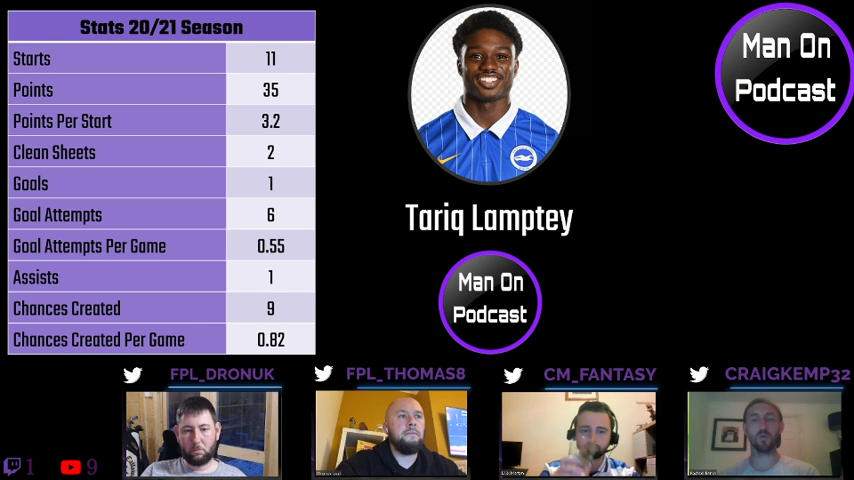 Stats 20/21 Season
Starts 11
Points 35
Points Per Start 3.2
Clean Sheets 2
Goals 1
Goal Attempts 6
Goal Attempts Per Game 0.55
Assists 1
Chances Created 9
Chances Created Per Game 0.82
Tariq Lamptey
Man On
Podcast
Man On
Podcast
FPL_DRONUK
FPL_THOMAS8
CM_FANTASY
CRAIGKEMP32
1
9